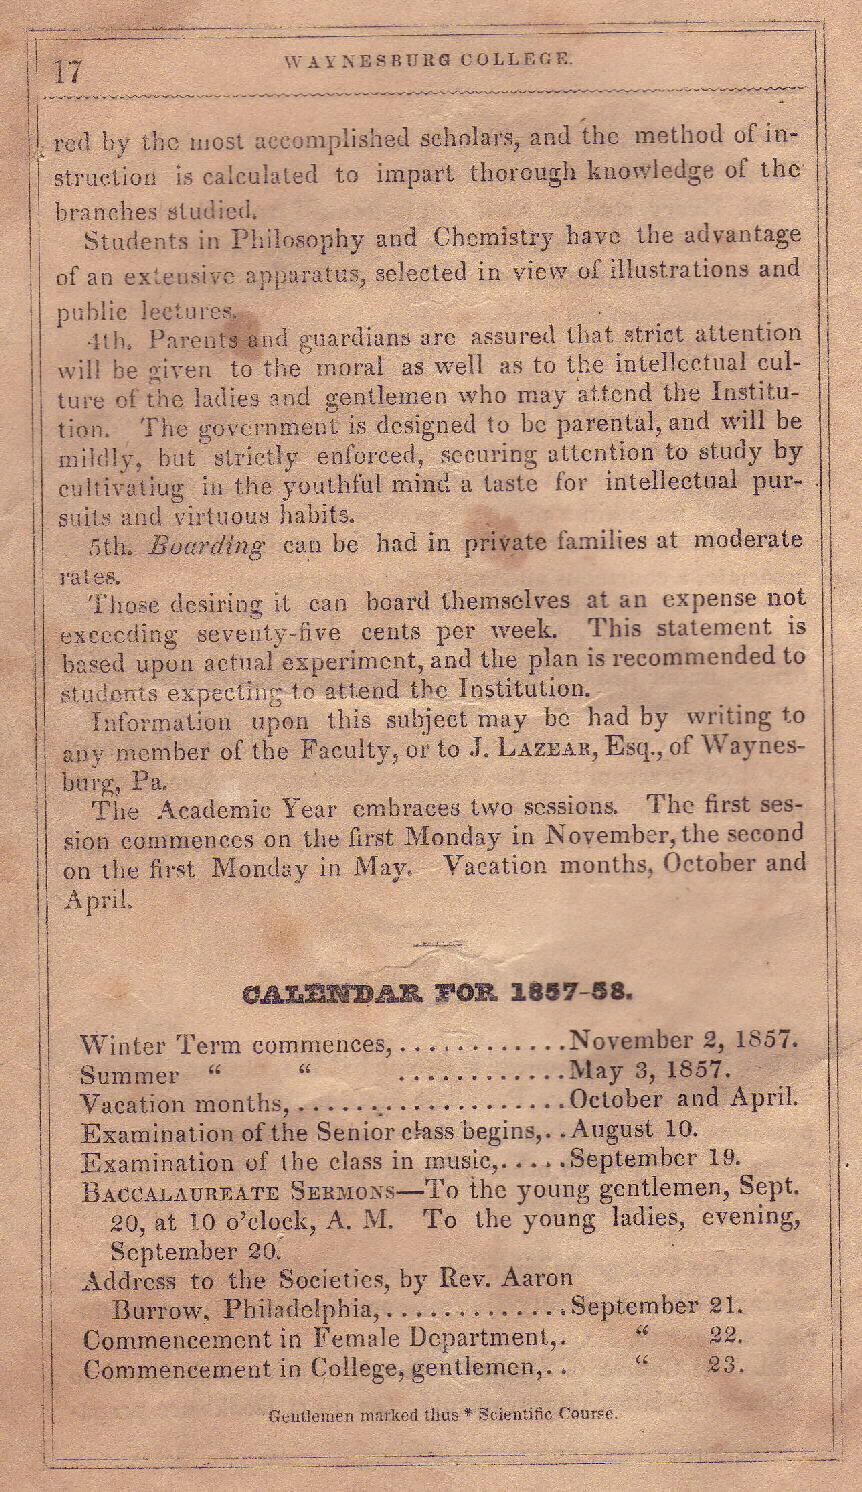 17
WAYNESBURG COLLEGE.
red by the most accomplished scholars, and the method of in-
struction is calculated to impart thorough knowledge of the
branches studied.
Students in Philosophy and Chemistry have the advantage
of an extensive apparatus, selected in view of illustrations and
public lectures.
4th. Parents and guardians are assured that strict attention
will be given to the moral as well as to the intellectual cul-
ture of the ladies and gentlemen who may attend the Institu-
tion. The government is designed to be parental, and will be
mildly, but strictly enforced, securing attention to study by
cultivatiug in the youthful mind a taste for intellectual pur-
suits and virtuous habits.
5th. Boarding can be had in private families at moderate
rates.
Those desiring it can board themselves at an expense not
exceeding seventy-five cents per week. This statement is
based upon actual experiment, and the plan is recommended to
students expecting to attend the Institution.
Information upon this subject may be had by writing to
any member of the Faculty, or to J. LAZEAR, Esq., of Waynes-
burg, Pa.
The Academic Year embraces two sessions. The first ses-
sion commences on the first Monday in November, the second
on the first Monday in May. Vacation months, October and
April.
CALENDAR FOR 1857-58.
Winter Term commences,.............November 2, 1857.
Summer “ “ ............May 3, 1857.
Vacation months,....................October and April.
Examination of the Senior class begins,..August 10.
Examination of the class in music,.....September 19.
BACCALAUREATE SERMONS—To the young gentlemen, Sept.
20, at 10 o’clock, A. M. To the young ladies, evening,
September 20.
Address to the Societies, by Rev. Aaron
Burrow, Philadelphia,..............September 21.
Commencement in Female Department,. “ 22.
Commencement in College, gentlemen,.. “ 23.
Gentlemen marked thus * Scientific Course.